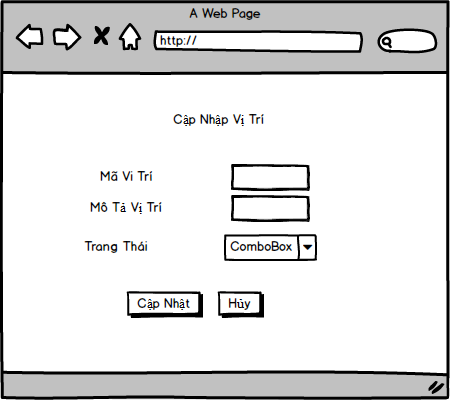 A Web Page
http://
Cập Nhập Vị Trí
Mã Vi Trí
Mô Tả Vị Trí
Trang Thái
ComboBox
Cập Nhật
Hủy